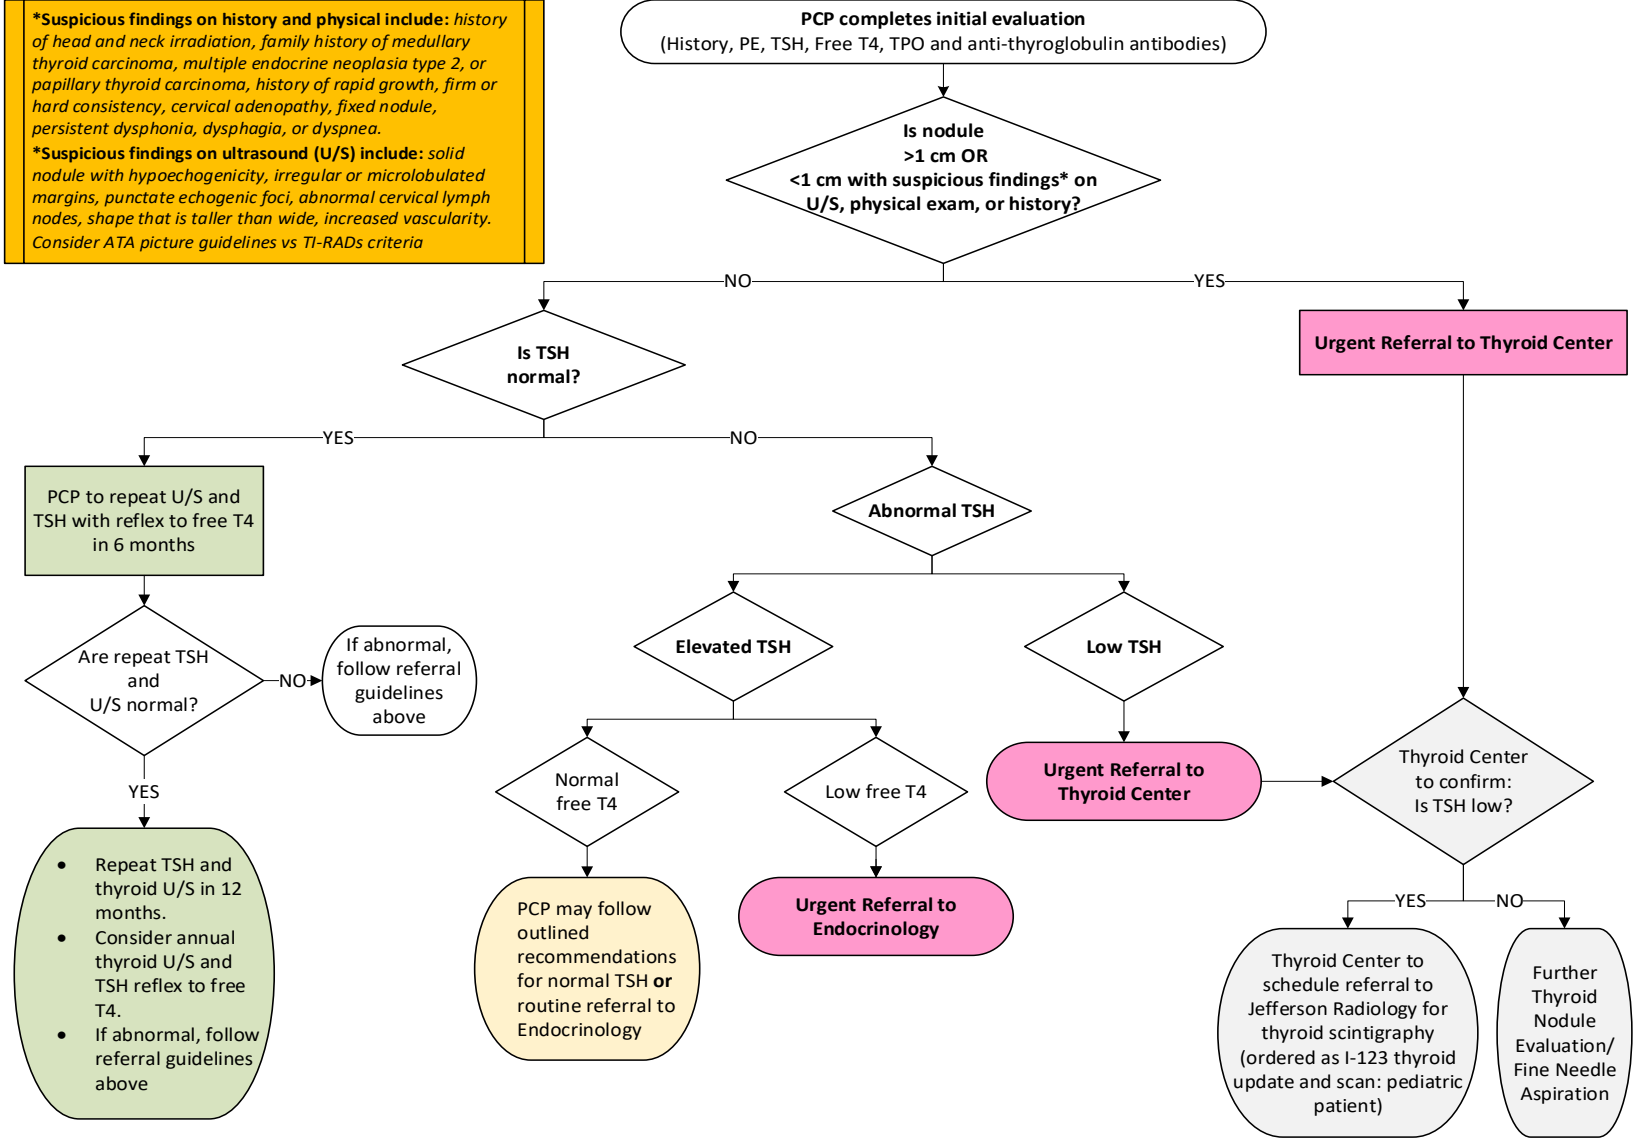 *Suspicious findings on history and physical include: history
of head and neck irradiation, family history of medullary
thyroid carcinoma, multiple endocrine neoplasia type 2, or
papillary thyroid carcinoma, history of rapid growth, firm or
hard consistency, cervical adenopathy, fixed nodule,
persistent dysphonia, dysphagia, or dyspnea.
*Suspicious findings on ultrasound (U/S) include: solid
nodule with hypoechogenicity, irregular or microlobulated
margins, punctate echogenic foci, abnormal cervical lymph
nodes, shape that is taller than wide, increased vascularity.
Consider ATA picture guidelines vs TI-RADs criteria
PCP completes initial evaluation
(History, PE, TSH, Free T4, TPO and anti-thyroglobulin antibodies)
Is nodule
>1 cm OR
<1 cm with suspicious findings* on
U/S, physical exam, or history?
NO
YES
Is TSH
normal?
Urgent Referral to Thyroid Center
YES
NO
PCP to repeat U/S and
TSH with reflex to free T4
in 6 months
Abnormal TSH
Are repeat TSH
and
U/S normal?
NO
If abnormal,
follow referral
guidelines
above
Elevated TSH
Low TSH
YES
Normal
free T4
Low free T4
Urgent Referral to
Thyroid Center
Thyroid Center
to confirm:
Is TSH low?
• Repeat TSH and
thyroid U/S in 12
months.
• Consider annual
thyroid U/S and
TSH reflex to free
T4.
• If abnormal, follow
referral guidelines
above
PCP may follow
outlined
recommendations
for normal TSH or
routine referral to
Endocrinology
Urgent Referral to
Endocrinology
YES
NO
Thyroid Center to
schedule referral to
Jefferson Radiology for
thyroid scintigraphy
(ordered as I-123 thyroid
update and scan: pediatric
patient)
Further
Thyroid
Nodule
Evaluation/
Fine Needle
Aspiration